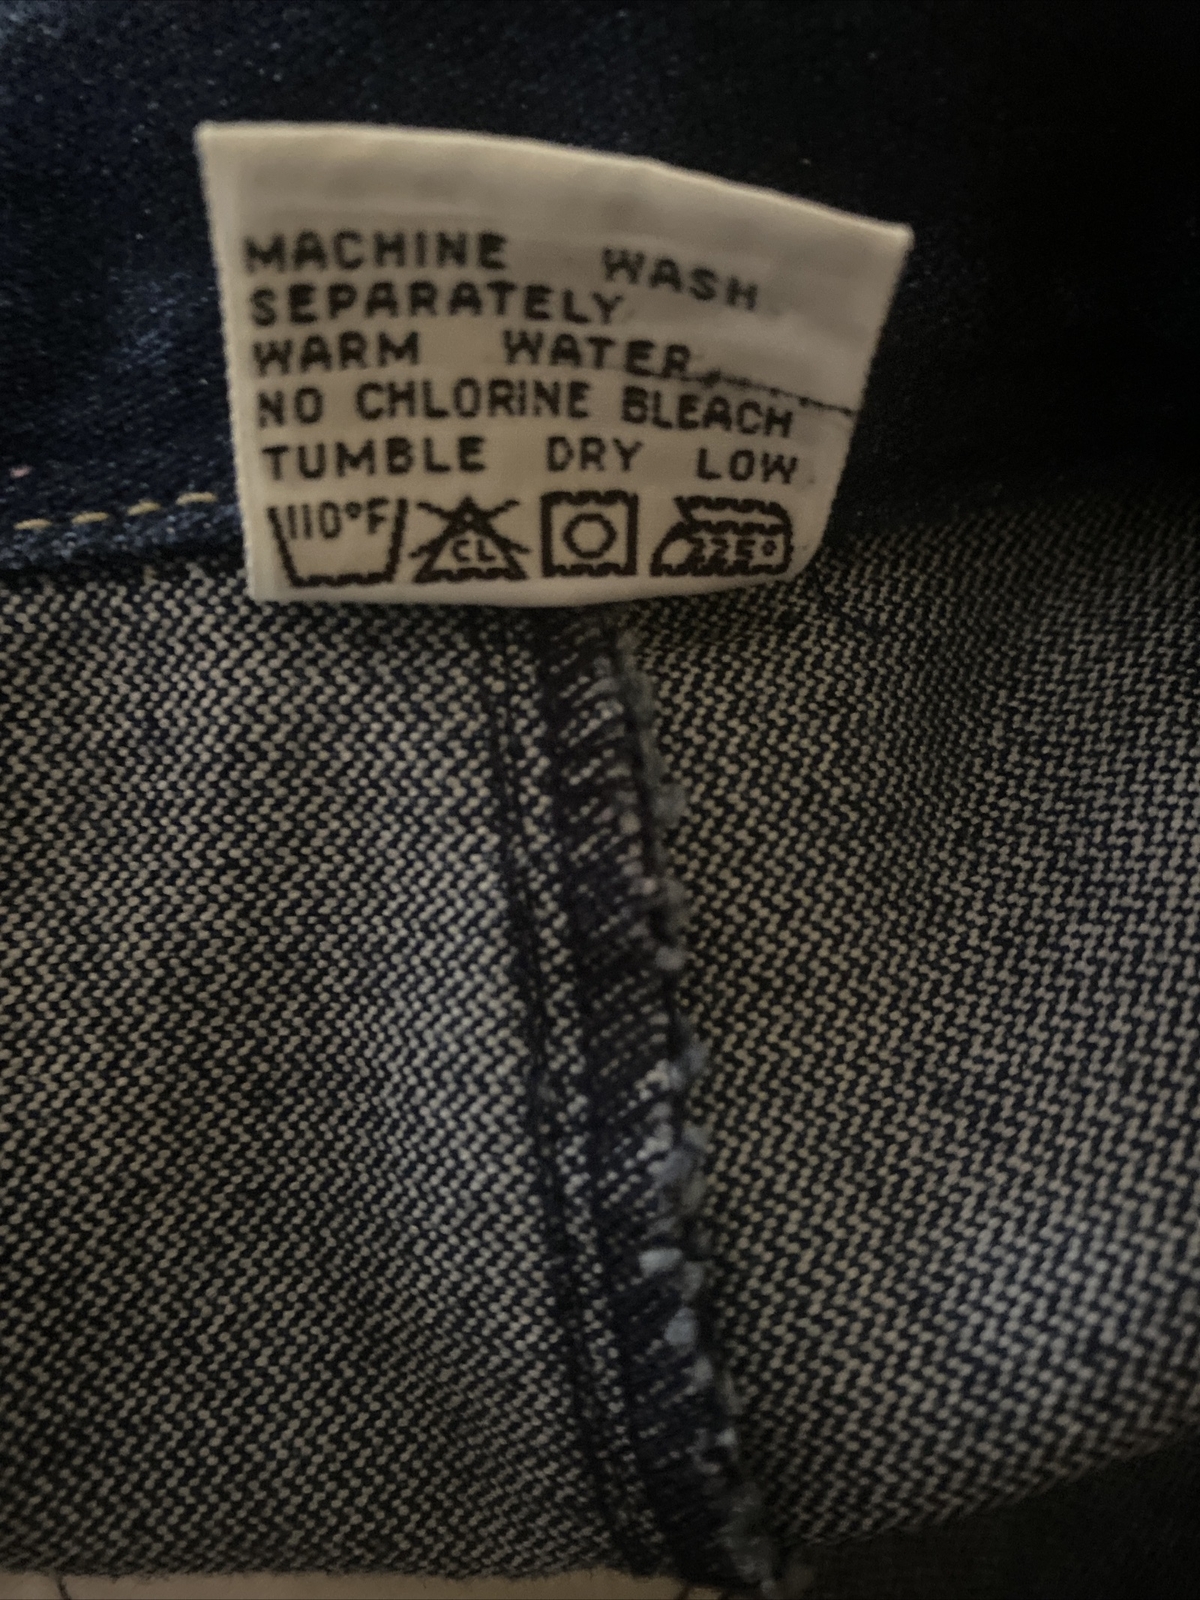 MACHINE WASH
SEPARATELY
WARM WATER
NO CHLORINE BLEACH
TUMBLE DRY LOW
110°F CL 225°